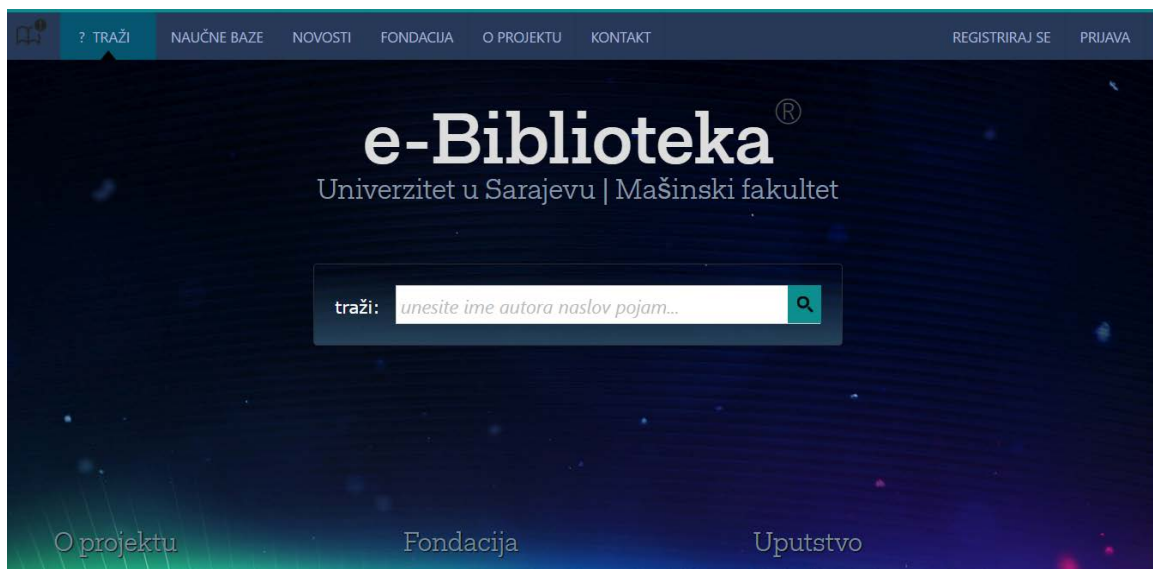 ? TRAŽI NAUČNE BAZE NOVOSTI FONDACIJA O PROJEKTU KONTAKT REGISTRIRAJ SE PRIJAVA
e-Biblioteka®
Univerzitet u Sarajevu | Mašinski fakultet
traži: unesite ime autora naslov pojam...
O projektu Fondacija Uputstvo